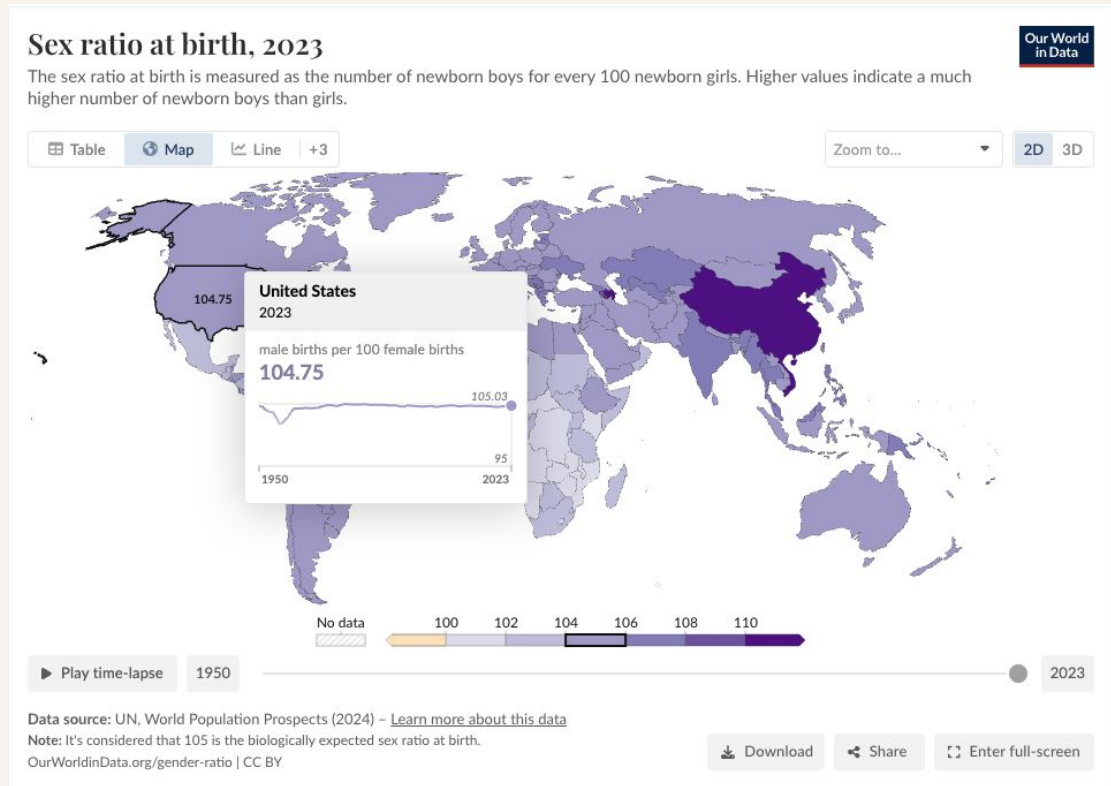 Sex ratio at birth, 2023
Our World
in Data
The sex ratio at birth is measured as the number of newborn boys for every 100 newborn girls. Higher values indicate a much
higher number of newborn boys than girls.
Table
Map
Line
+3
Zoom to...
2D
3D
104.75
United States
2023
male births per 100 female births
104.75
105.03
95
1950
2023
No data
100
102
104
106
108
110
Play time-lapse
1950
2023
Data source: UN, World Population Prospects (2024) – Learn more about this data
Note: It's considered that 105 is the biologically expected sex ratio at birth.
OurWorldinData.org/gender-ratio | CC BY
Download
Share
Enter full-screen